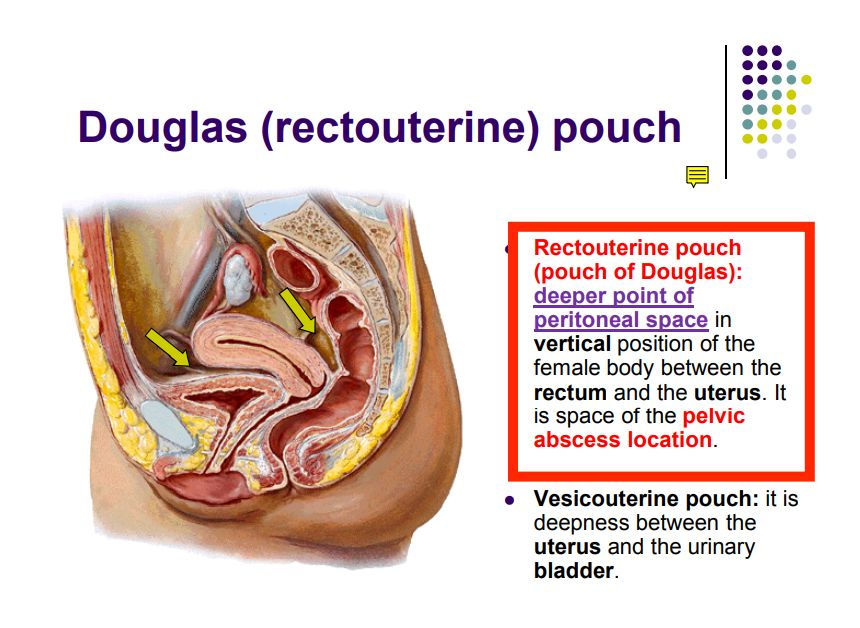 Douglas (rectouterine) pouch
Rectouterine pouch
(pouch of Douglas):
deeper point of
peritoneal space in
vertical position of the
female body between the
rectum and the uterus. It
is space of the pelvic
abscess location.
Vesicouterine pouch: it is
deepness between the
uterus and the urinary
bladder.